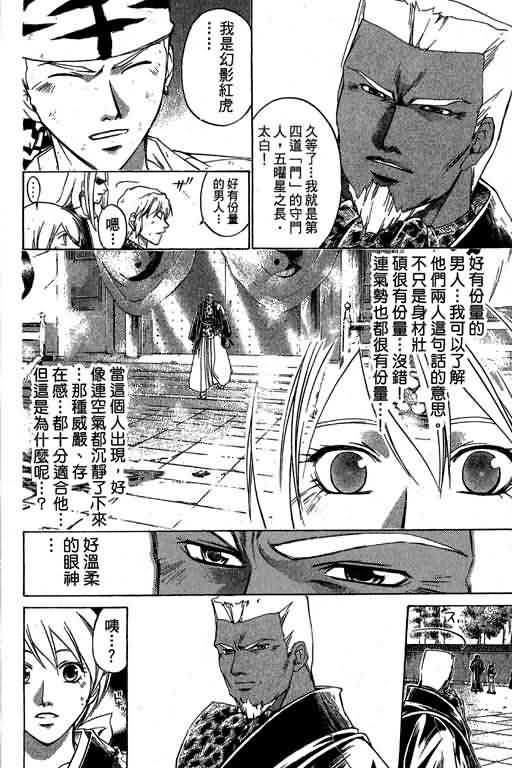 久等了…我就是第
四道「門」的守門
人,五曜星之長.
太白!
我是幻影紅虎
……
好有份量
的男人…
嗯…
…
好有份量的
男人…我可以了解
他們兩人這句話的意思。
不只是身材壯
碩很有份量…沒錯!
連氣勢也都很有份量…
當這個人出現,好
像連空氣都沉靜了下來
…那種威嚴、存
在感…都十分適合他…
但這是為什麼呢…?
好溫柔
的眼神
…
咦…?